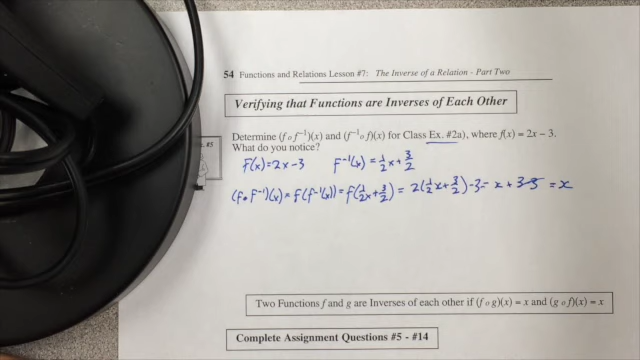 54 Functions and Relations Lesson #7: The Inverse of a Relation - Part Two
Verifying that Functions are Inverses of Each Other
Determine (f ∘ f⁻¹)(x) and (f⁻¹ ∘ f)(x) for Class Ex. #2a), where f(x) = 2x − 3.
What do you notice?
#5
f(x) = 2x − 3 f⁻¹(x) = ½x + 3/2
(f ∘ f⁻¹)(x) = f(f⁻¹(x)) = f(½x + 3/2) = 2(½x + 3/2) − 3 = x + 3 − 3 = x
Two Functions f and g are Inverses of each other if (f ∘ g)(x) = x and (g ∘ f)(x) = x
Complete Assignment Questions #5 - #14